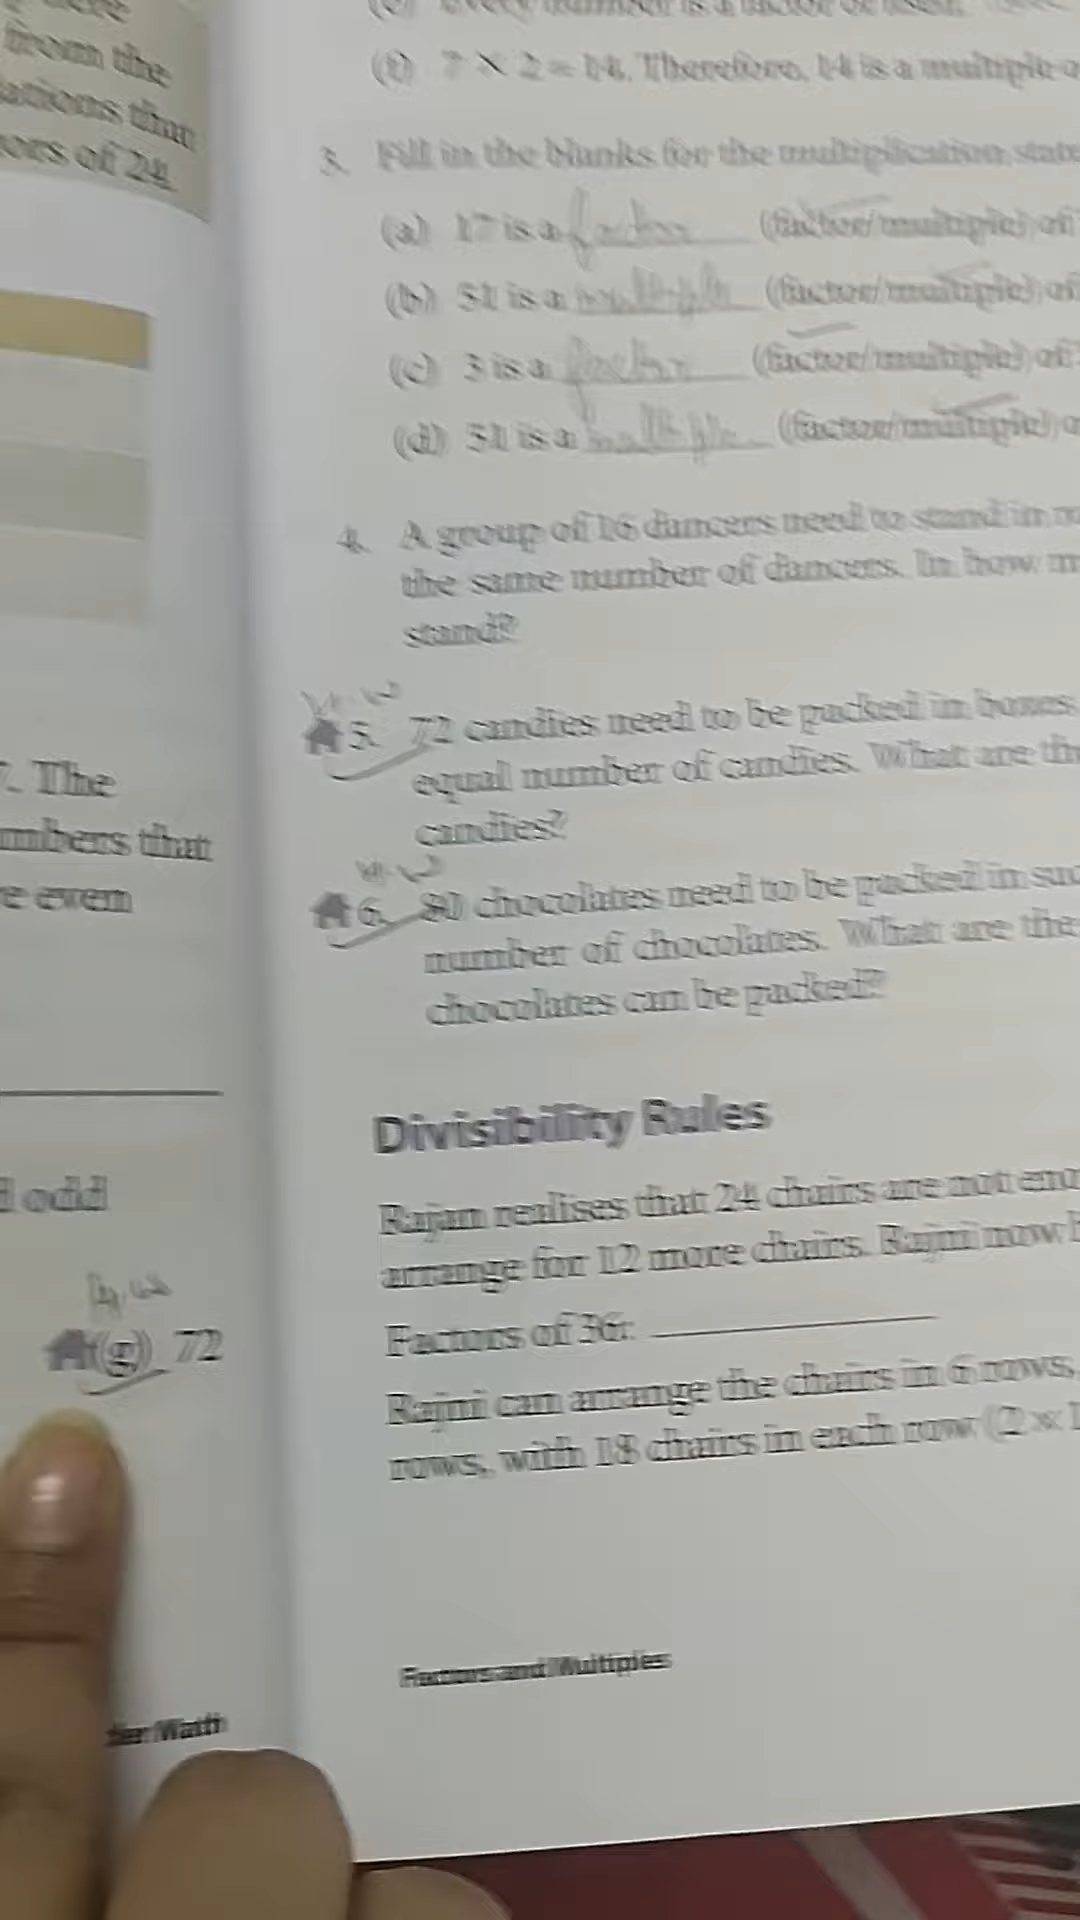 from the
ations that
ors of 24.
. The
mbers that
e even
d odd
H.W
(g) 72
(f) 7 × 2 = 14. Therefore, 14 is a multiple
3. Fill in the blanks for the multiplication
(a) 17 is a factor (factor/multiple) of
(b) 51 is a multiple (factor/multiple) of
(c) 3 is a factor (factor/multiple) of
(d) 51 is a multiple (factor/multiple)
4. A group of 16 dancers need to stand in
the same number of dancers. In how
stand?
H.W
5. 72 candies need to be packed in boxes
equal number of candies. What are
candies?
H.W
6. 80 chocolates need to be packed in
number of chocolates. What are the
chocolates can be packed?
Divisibility Rules
Rajan realises that 24 chairs are not
arrange for 12 more chairs. Rajni now
Factors of 36:
Rajni can arrange the chairs in 6 rows,
rows, with 18 chairs in each row (2 ×
Factors and Multiples